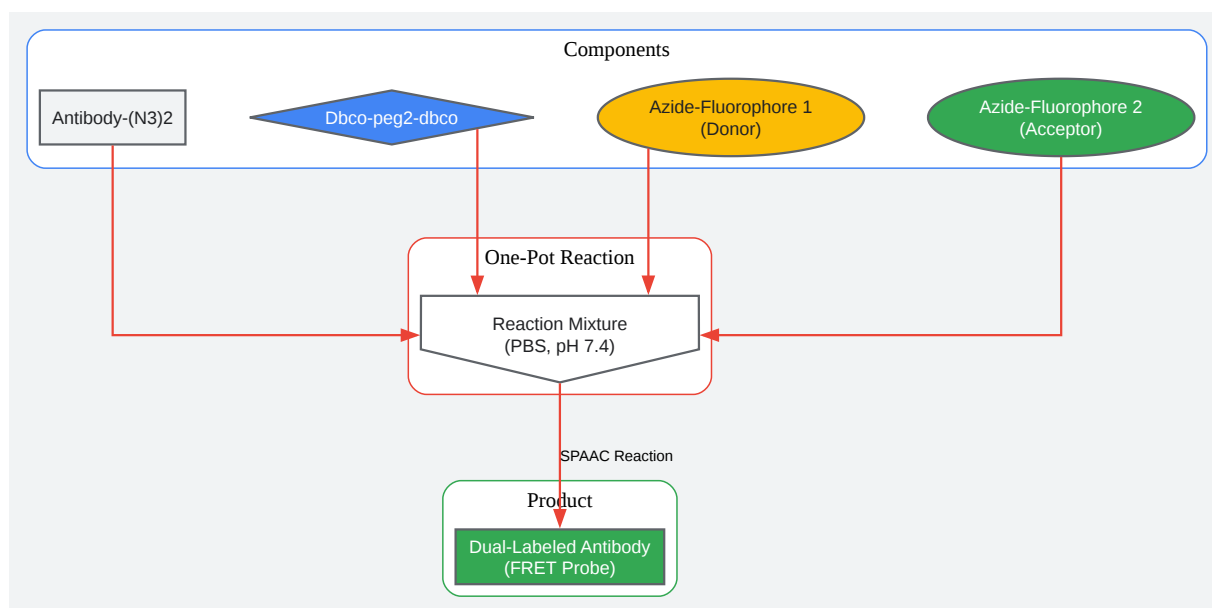 Components
Antibody-(N3)2
Dbco-peg2-dbco
Azide-Fluorophore 1
(Donor)
Azide-Fluorophore 2
(Acceptor)
One-Pot Reaction
Reaction Mixture
(PBS, pH 7.4)
SPAAC Reaction
Product
Dual-Labeled Antibody
(FRET Probe)